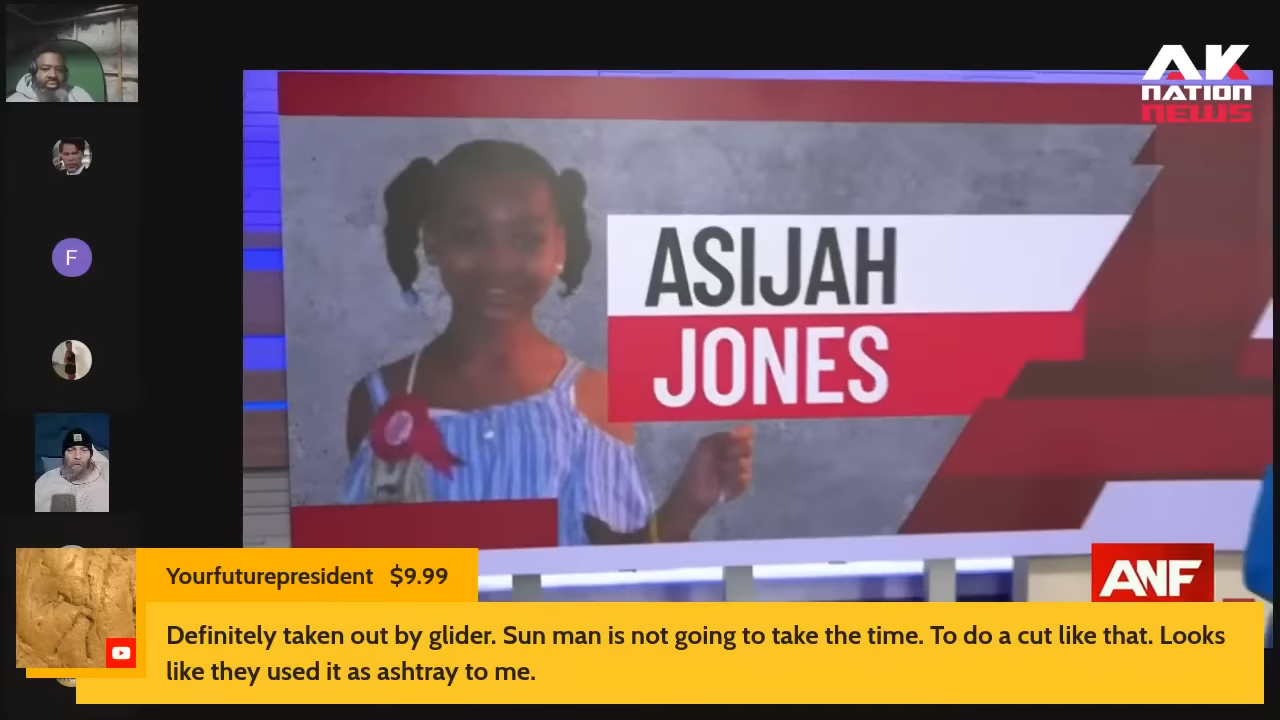 AK
NATION
NEWS
ASIJAH
JONES
F
ANF
Yourfuturepresident $9.99
Definitely taken out by glider. Sun man is not going to take the time. To do a cut like that. Looks
like they used it as ashtray to me.